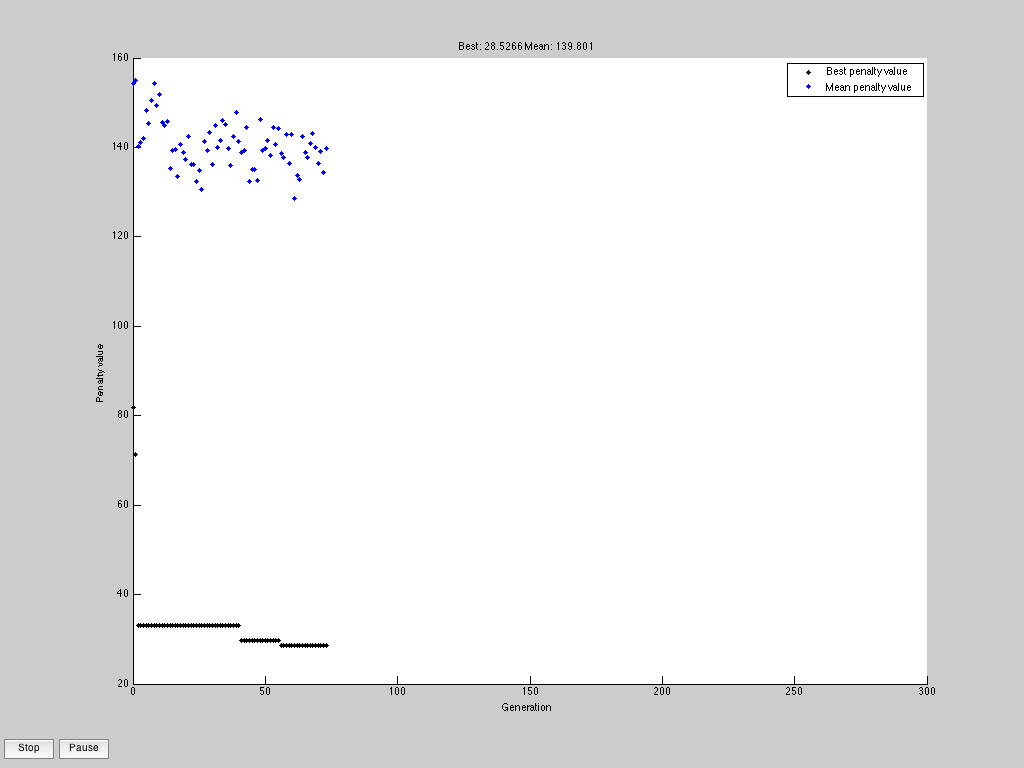 Best: 28.5266 Mean: 139.801
160
Best penalty value
Mean penalty value
140
120
100
Penalty value
80
60
40
20
0 50 100 150 200 250 300
Generation
Stop Pause